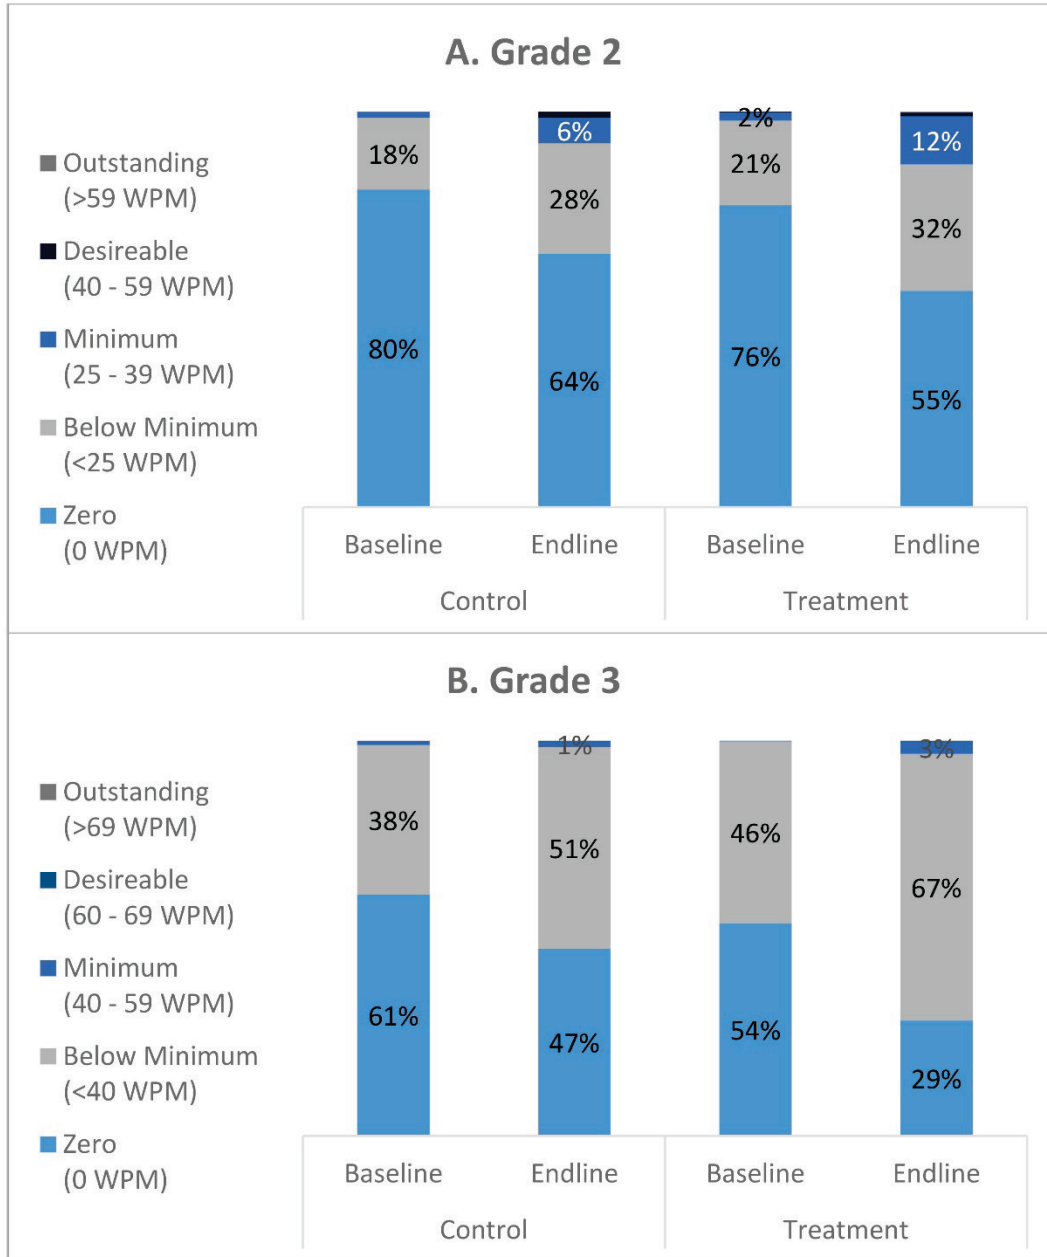 A. Grade 2
Outstanding
(>59 WPM)
Desireable
(40 - 59 WPM)
Minimum
(25 - 39 WPM)
Below Minimum
(<25 WPM)
Zero
(0 WPM)
18%
80%
6%
28%
64%
2%
21%
76%
12%
32%
55%
Baseline
Endline
Baseline
Endline
Control
Treatment
B. Grade 3
Outstanding
(>69 WPM)
Desireable
(60 - 69 WPM)
Minimum
(40 - 59 WPM)
Below Minimum
(<40 WPM)
Zero
(0 WPM)
38%
61%
1%
51%
47%
46%
54%
3%
67%
29%
Baseline
Endline
Baseline
Endline
Control
Treatment